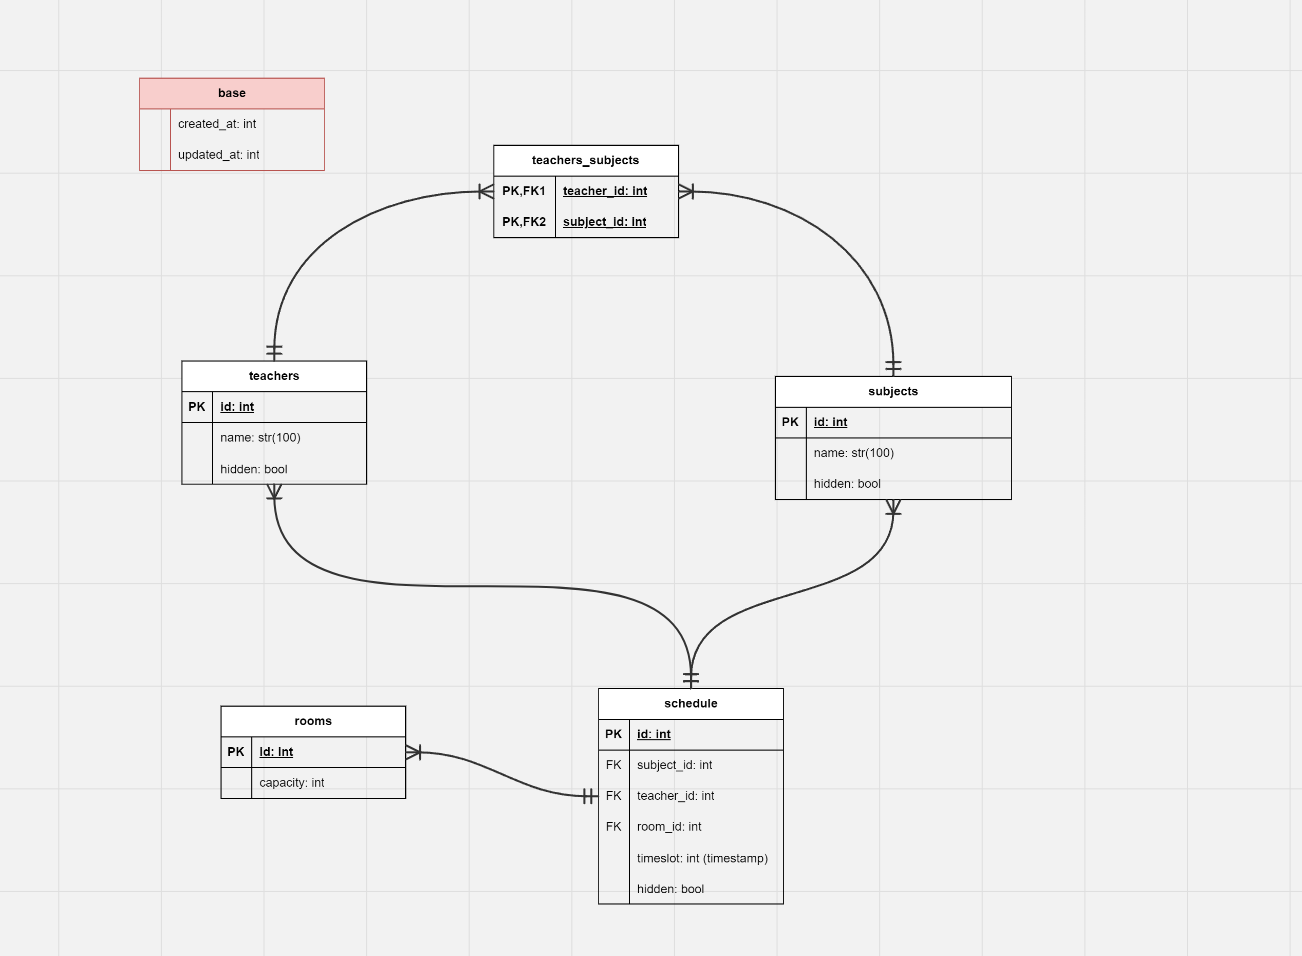 base
created_at: int
updated_at: int
teachers_subjects
PK,FK1 teacher_id: int
PK,FK2 subject_id: int
teachers
PK id: int
name: str(100)
hidden: bool
subjects
PK id: int
name: str(100)
hidden: bool
rooms
PK id: int
capacity: int
schedule
PK id: int
FK subject_id: int
FK teacher_id: int
FK room_id: int
timeslot: int (timestamp)
hidden: bool